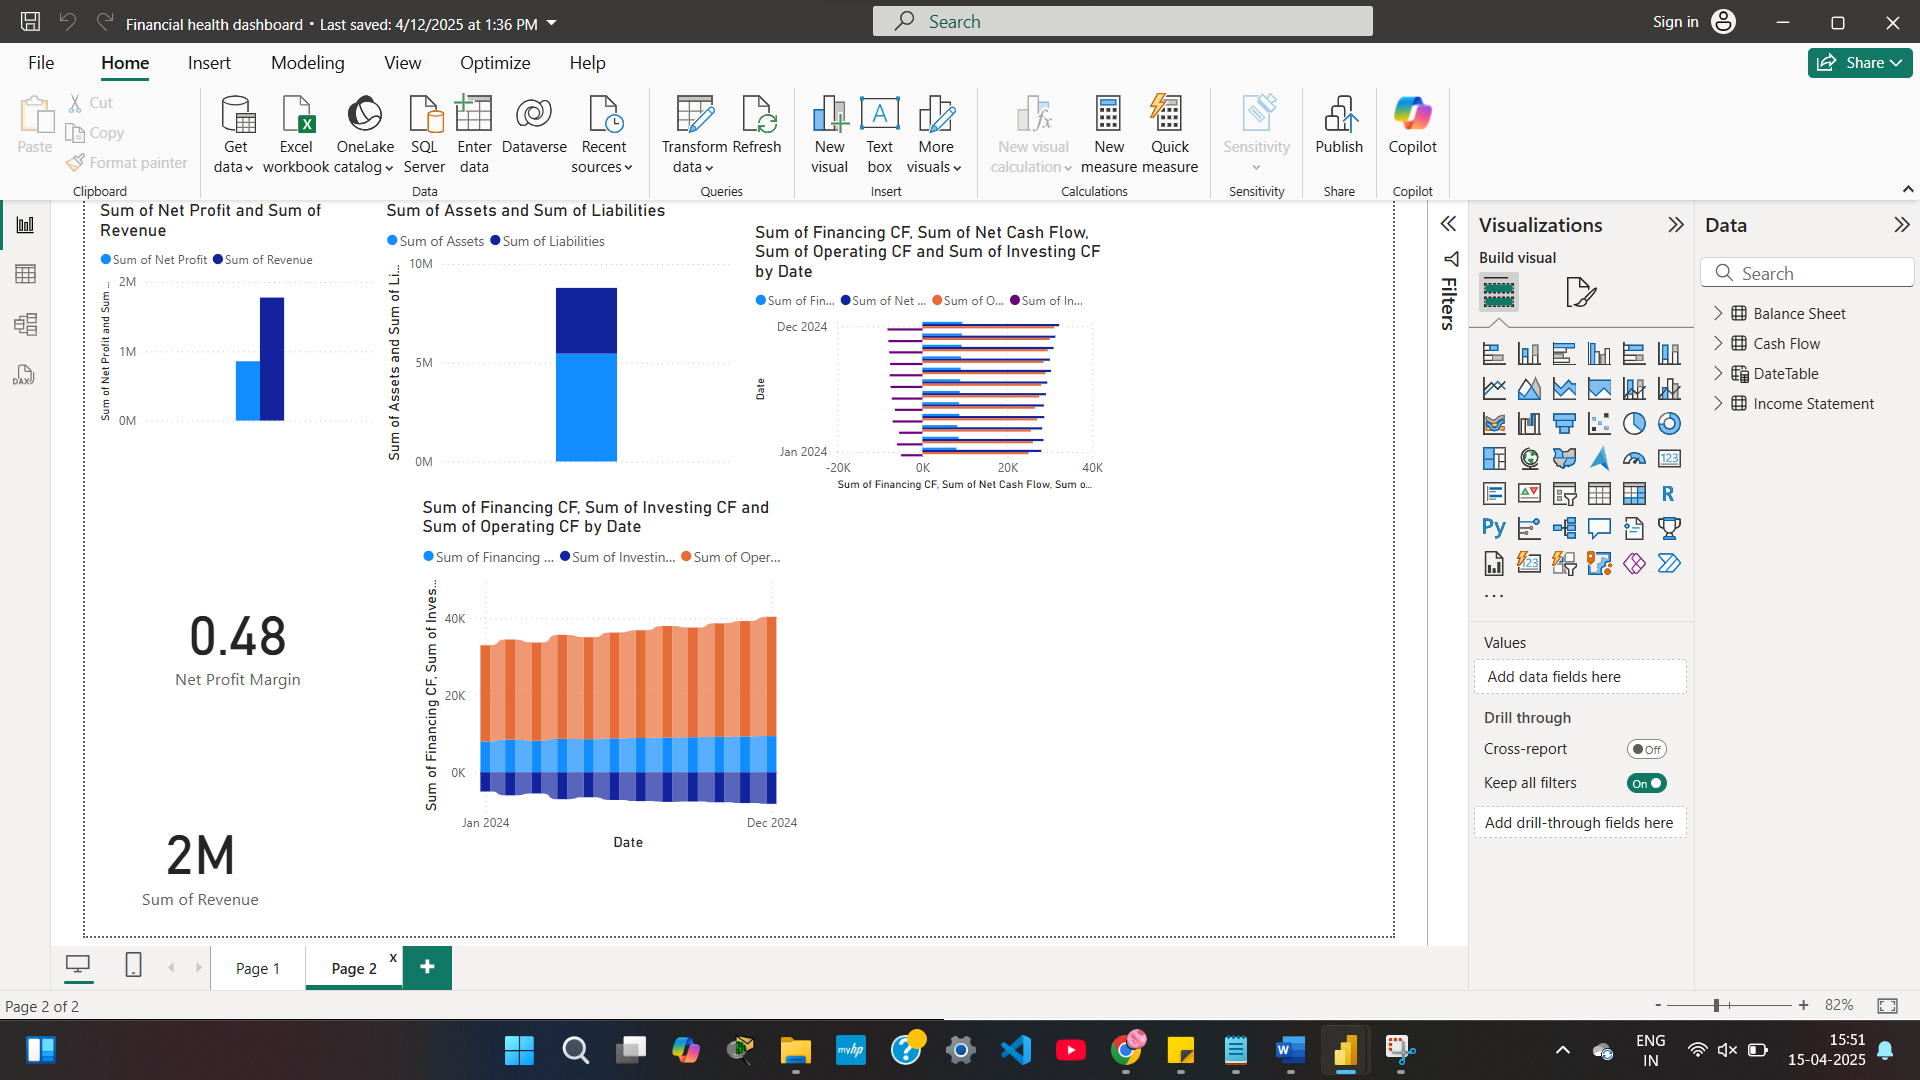 Financial health dashboard • Last saved: 4/12/2025 at 1:36 PM
Search
Sign in
File Home Insert Modeling View Optimize Help
Share
Paste
Cut
Copy
Format painter
Clipboard
Get data
Excel workbook
OneLake catalog
SQL Server
Enter data
Dataverse
Recent sources
Data
Transform data
Refresh
Queries
New visual
Text box
More visuals
Insert
New visual calculation
New measure
Quick measure
Calculations
Sensitivity
Sensitivity
Publish
Share
Copilot
Copilot
Sum of Net Profit and Sum of
Revenue
Sum of Net Profit Sum of Revenue
Sum of Net Profit and Sum ...
2M
1M
0M
Sum of Assets and Sum of Liabilities
Sum of Assets Sum of Liabilities
Sum of Assets and Sum of Li...
10M
5M
0M
Sum of Financing CF, Sum of Net Cash Flow,
Sum of Operating CF and Sum of Investing CF
by Date
Sum of Fin... Sum of Net ... Sum of O... Sum of In...
Dec 2024
Date
Jan 2024
-20K 0K 20K 40K
Sum of Financing CF, Sum of Net Cash Flow, Sum o...
Sum of Financing CF, Sum of Investing CF and
Sum of Operating CF by Date
Sum of Financing ... Sum of Investin... Sum of Oper...
Sum of Financing CF, Sum of Inves...
40K
20K
0K
Jan 2024 Dec 2024
Date
0.48
Net Profit Margin
2M
Sum of Revenue
Filters
Visualizations
Build visual
123
R
Py
123
...
Values
Add data fields here
Drill through
Cross-report Off
Keep all filters On
Add drill-through fields here
Data
Search
Balance Sheet
Cash Flow
DateTable
Income Statement
DAX
Page 1
Page 2 x
+
Page 2 of 2
- + 82%
myhp
ENG
IN
15:51
15-04-2025